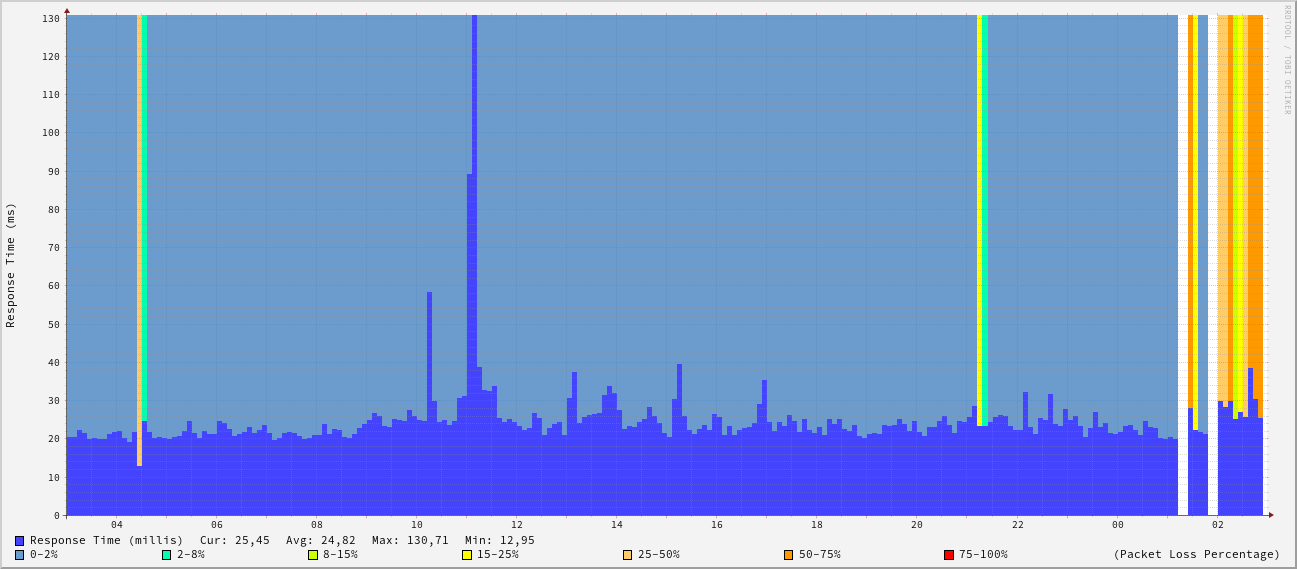 RRDTOOL / TOBI OETIKER
Response Time (ms)
130
120
110
100
90
80
70
60
50
40
30
20
10
0
04 06 08 10 12 14 16 18 20 22 00 02
Response Time (millis) Cur: 25,45 Avg: 24,82 Max: 130,71 Min: 12,95
0-2% 2-8% 8-15% 15-25% 25-50% 50-75% 75-100% (Packet Loss Percentage)